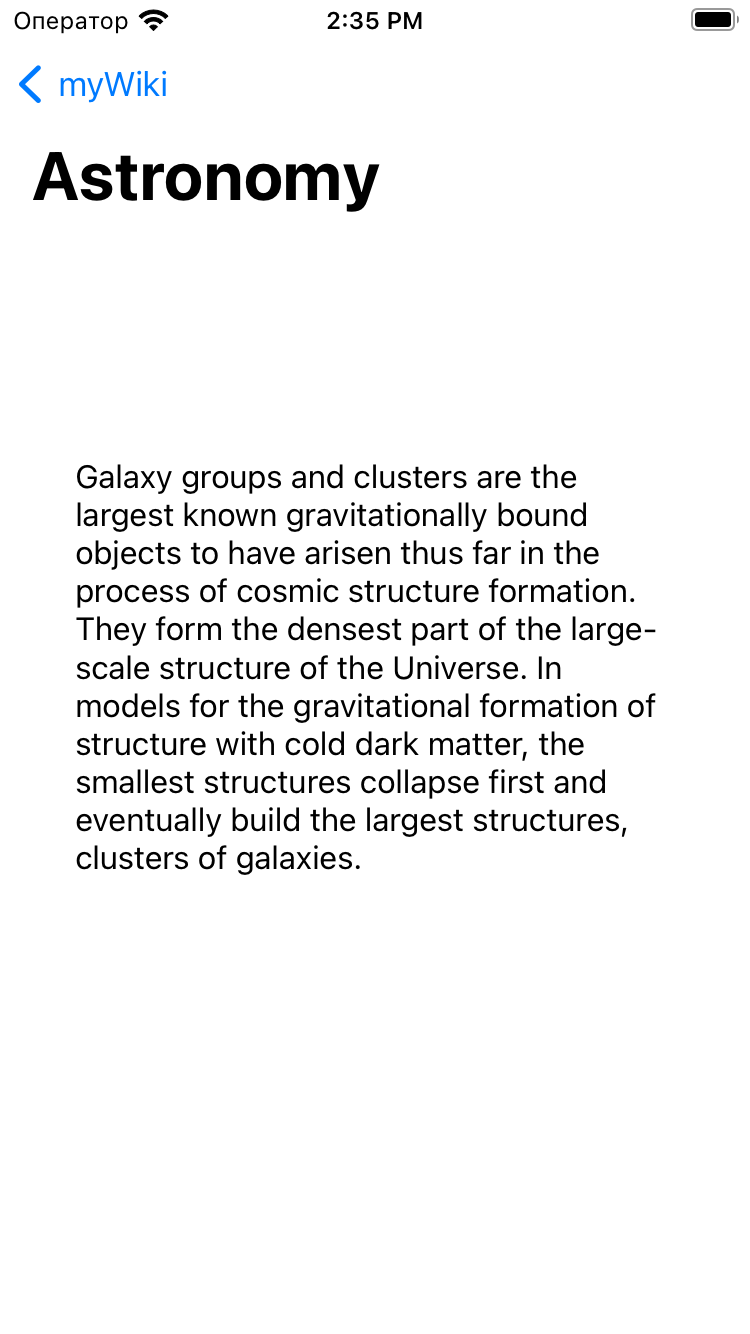 Оператор 2:35 PM
myWiki
Astronomy
Galaxy groups and clusters are the
largest known gravitationally bound
objects to have arisen thus far in the
process of cosmic structure formation.
They form the densest part of the large-
scale structure of the Universe. In
models for the gravitational formation of
structure with cold dark matter, the
smallest structures collapse first and
eventually build the largest structures,
clusters of galaxies.